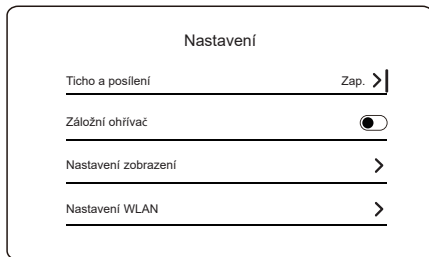 Nastavení
Ticho a posílení Zap.
Záložní ohřívač
Nastavení zobrazení
Nastavení WLAN